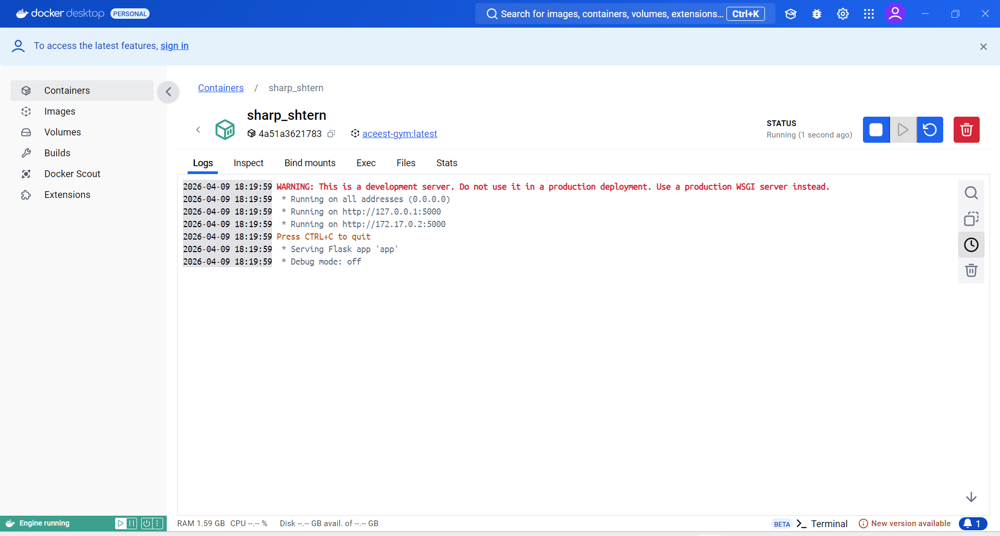 docker desktop PERSONAL
Search for images, containers, volumes, extensions... Ctrl+K
To access the latest features, sign in
Containers
Images
Volumes
Builds
Docker Scout
Extensions
Containers / sharp_shtern
sharp_shtern
4a51a3621783 aceest-gym:latest
STATUS
Running (1 second ago)
Logs Inspect Bind mounts Exec Files Stats
2026-04-09 18:19:59 WARNING: This is a development server. Do not use it in a production deployment. Use a production WSGI server instead.
2026-04-09 18:19:59 * Running on all addresses (0.0.0.0)
2026-04-09 18:19:59 * Running on http://127.0.0.1:5000
2026-04-09 18:19:59 * Running on http://172.17.0.2:5000
2026-04-09 18:19:59 Press CTRL+C to quit
2026-04-09 18:19:59 * Serving Flask app 'app'
2026-04-09 18:19:59 * Debug mode: off
Engine running
RAM 1.59 GB CPU --.-- % Disk --.-- GB avail. of --.-- GB
BETA >_ Terminal New version available 1